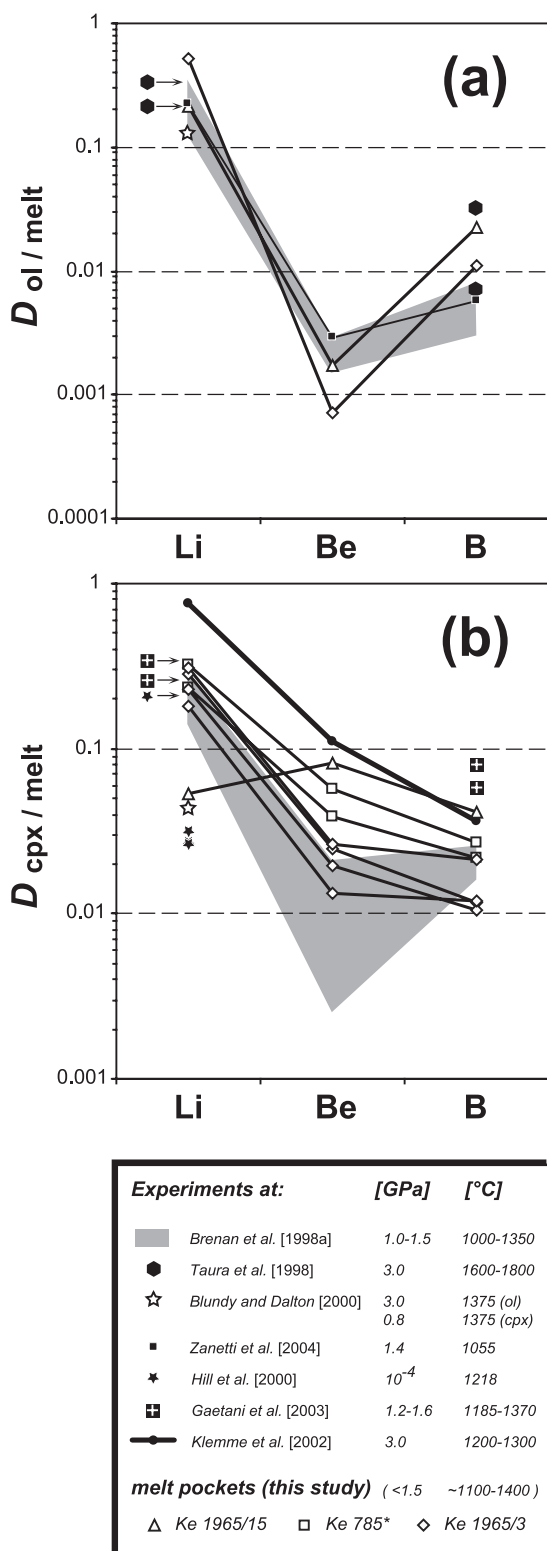 (a)
1
0.1
0.01
0.001
0.0001
D ol / melt
Li Be B
(b)
1
0.1
0.01
0.001
D cpx / melt
Li Be B
Experiments at: [GPa] [°C]
Brenan et al. [1998a] 1.0-1.5 1000-1350
Taura et al. [1998] 3.0 1600-1800
Blundy and Dalton [2000] 3.0 1375 (ol)
0.8 1375 (cpx)
Zanetti et al. [2004] 1.4 1055
Hill et al. [2000] 10⁻⁴ 1218
Gaetani et al. [2003] 1.2-1.6 1185-1370
Klemme et al. [2002] 3.0 1200-1300
melt pockets (this study) ( <1.5 ~1100-1400 )
Ke 1965/15 Ke 785* Ke 1965/3